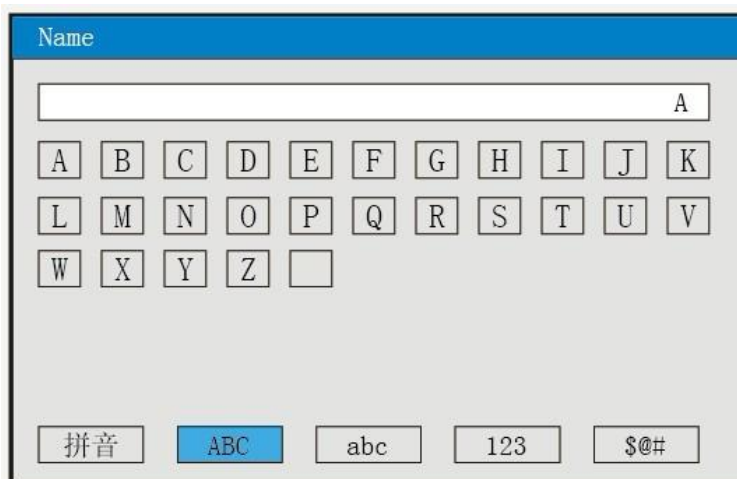 Name
A
A B C D E F G H I J K
L M N O P Q R S T U V
W X Y Z
拼音 ABC abc 123 $@#